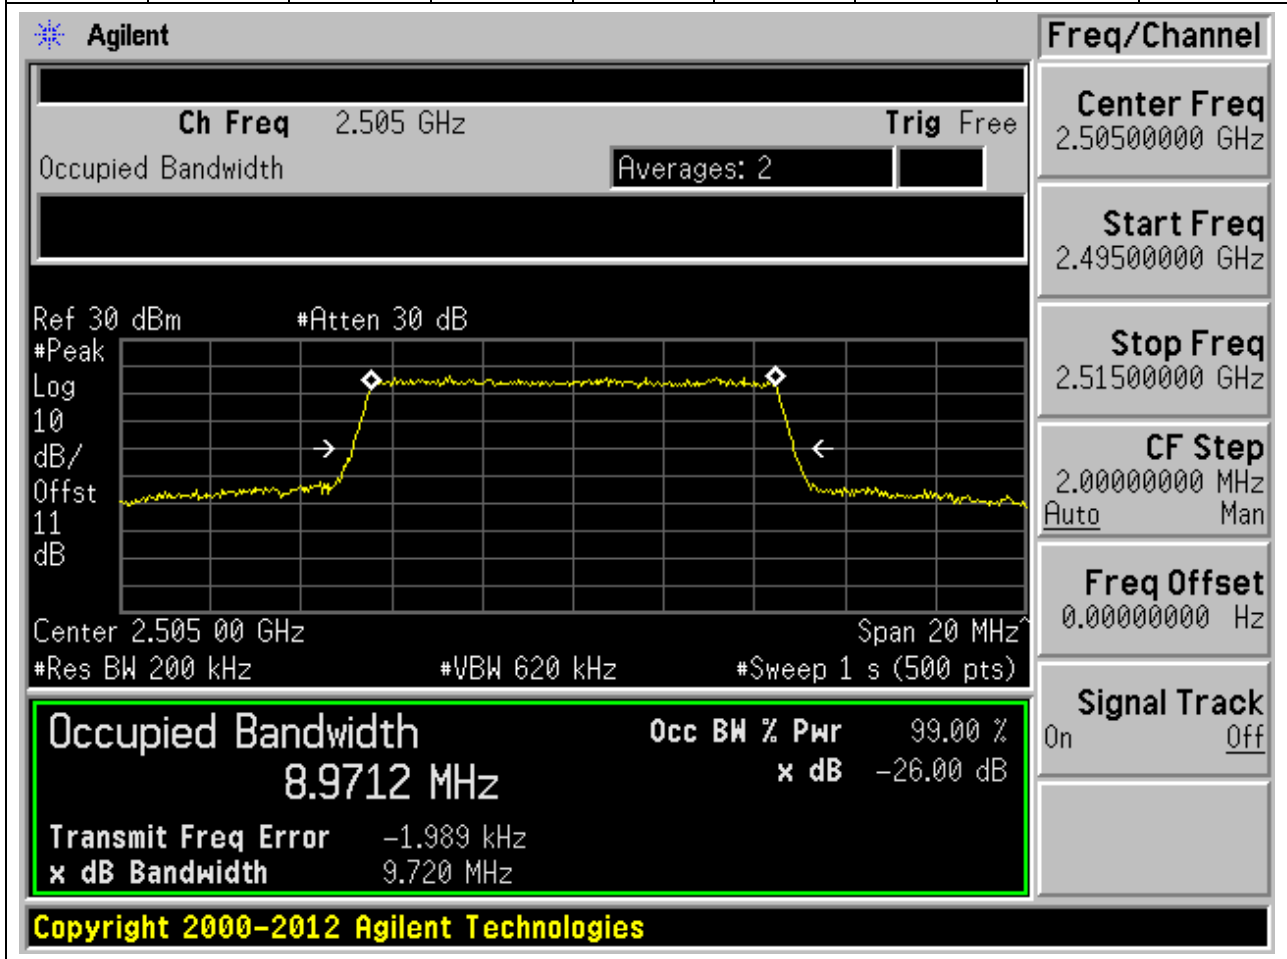 Agilent
Freq/Channel
Ch Freq 2.505 GHz Trig Free
Occupied Bandwidth Averages: 2
Center Freq
2.50500000 GHz
Start Freq
2.49500000 GHz
Stop Freq
2.51500000 GHz
CF Step
2.00000000 MHz
Auto Man
Freq Offset
0.00000000 Hz
Signal Track
On Off
Ref 30 dBm #Atten 30 dB
#Peak
Log
10
dB/
Offst
11
dB
Center 2.505 00 GHz Span 20 MHz^
#Res BW 200 kHz #VBW 620 kHz #Sweep 1 s (500 pts)
Occupied Bandwidth Occ BW % Pwr 99.00 %
8.9712 MHz x dB -26.00 dB
Transmit Freq Error -1.989 kHz
x dB Bandwidth 9.720 MHz
Copyright 2000-2012 Agilent Technologies